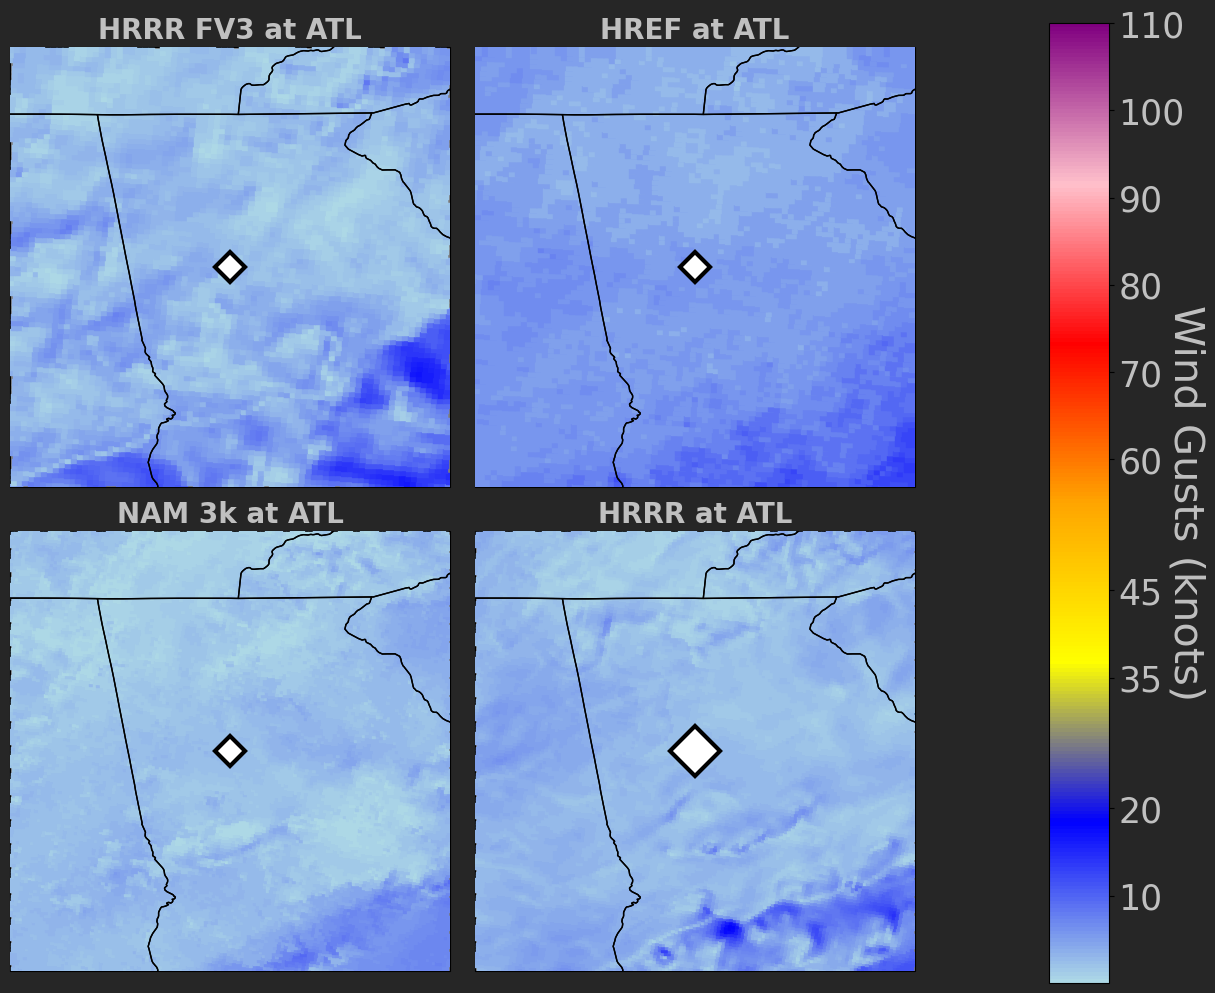 HRRR FV3 at ATL
HREF at ATL
NAM 3k at ATL
HRRR at ATL
110
100
90
80
70
60
45
35
20
10
Wind Gusts (knots)